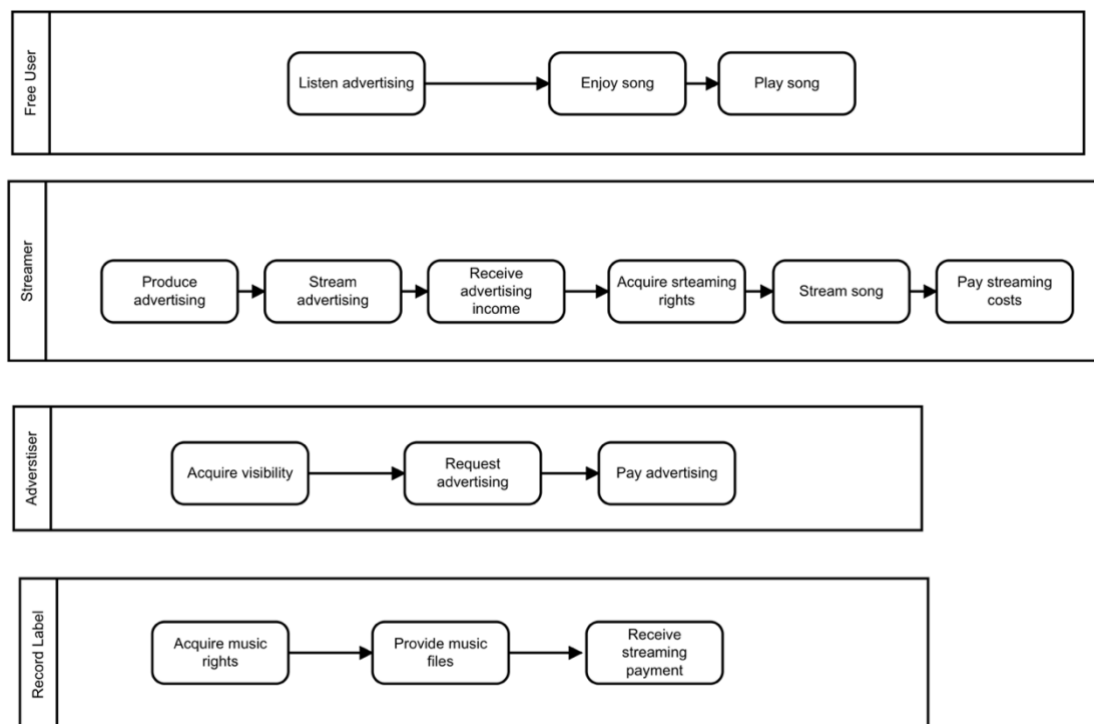 Free User
Listen advertising
Enjoy song
Play song
Streamer
Produce
advertising
Stream
advertising
Receive
advertising
income
Acquire srteaming
rights
Stream song
Pay streaming
costs
Adverstiser
Acquire visibility
Request
advertising
Pay advertising
Record Label
Acquire music
rights
Provide music
files
Receive
streaming
payment